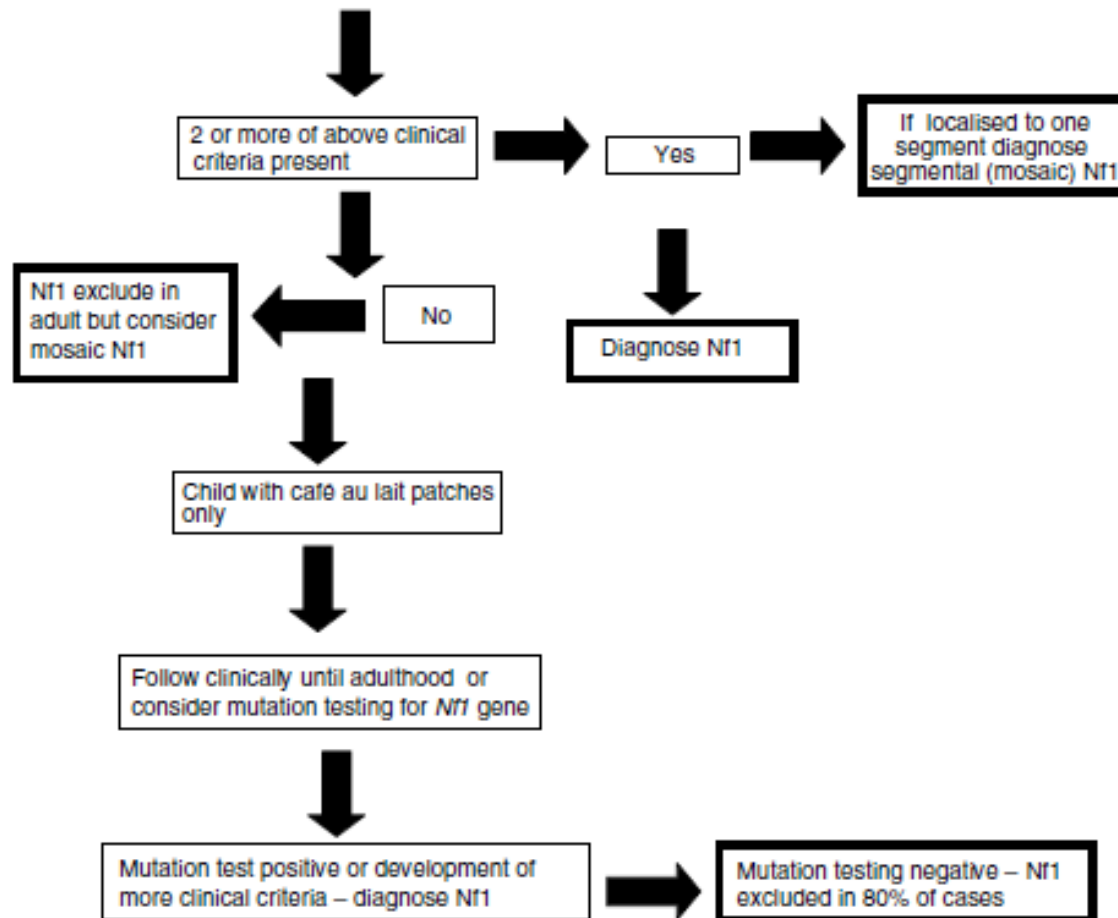 2 or more of above clinical
criteria present
Yes
If localised to one
segment diagnose
segmental (mosaic) Nf1
Nf1 exclude in
adult but consider
mosaic Nf1
No
Diagnose Nf1
Child with café au lait patches
only
Follow clinically until adulthood or
consider mutation testing for Nf1 gene
Mutation test positive or development of
more clinical criteria – diagnose Nf1
Mutation testing negative – Nf1
excluded in 80% of cases